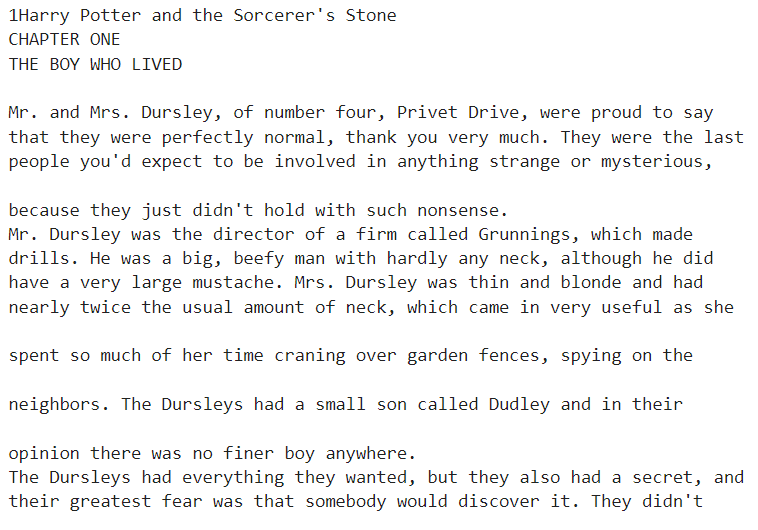 1Harry Potter and the Sorcerer's Stone
CHAPTER ONE
THE BOY WHO LIVED
Mr. and Mrs. Dursley, of number four, Privet Drive, were proud to say
that they were perfectly normal, thank you very much. They were the last
people you'd expect to be involved in anything strange or mysterious,
because they just didn't hold with such nonsense.
Mr. Dursley was the director of a firm called Grunnings, which made
drills. He was a big, beefy man with hardly any neck, although he did
have a very large mustache. Mrs. Dursley was thin and blonde and had
nearly twice the usual amount of neck, which came in very useful as she
spent so much of her time craning over garden fences, spying on the
neighbors. The Dursleys had a small son called Dudley and in their
opinion there was no finer boy anywhere.
The Dursleys had everything they wanted, but they also had a secret, and
their greatest fear was that somebody would discover it. They didn't